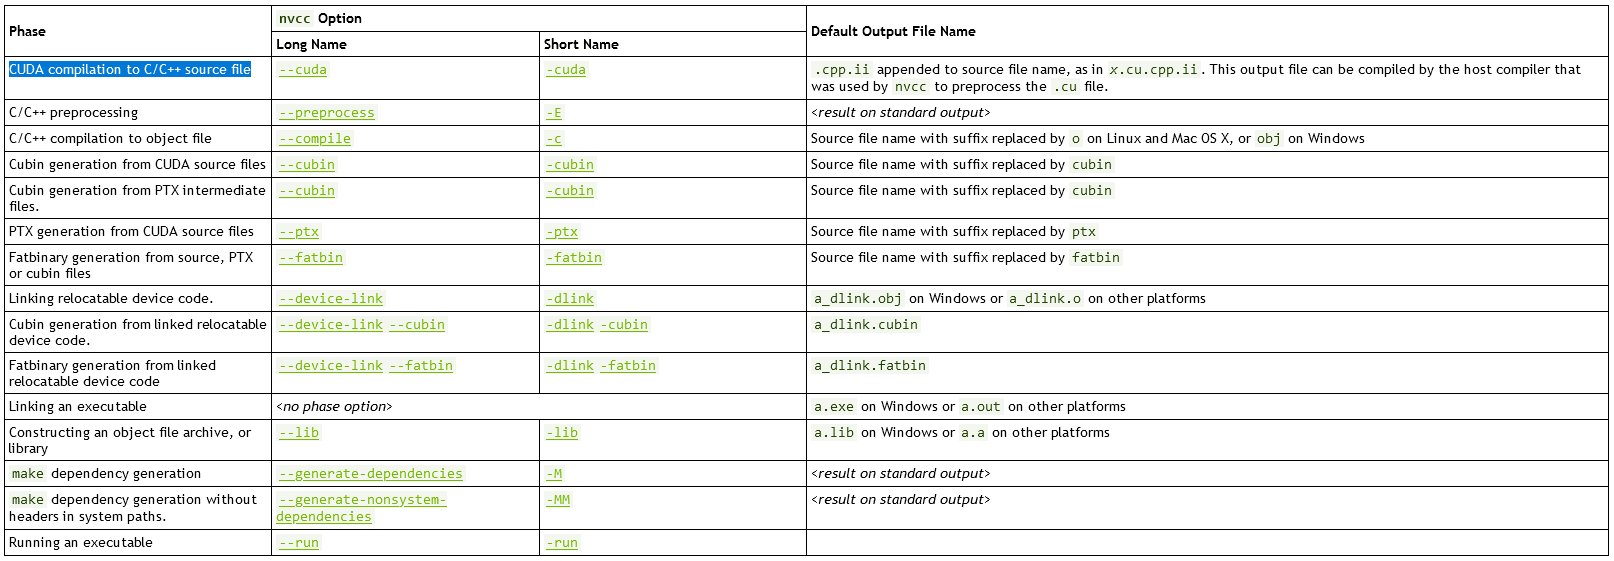 Phase
nvcc Option
Default Output File Name
Long Name
Short Name
CUDA compilation to C/C++ source file
--cuda
-cuda
.cpp.ii appended to source file name, as in x.cu.cpp.ii. This output file can be compiled by the host compiler that
was used by nvcc to preprocess the .cu file.
C/C++ preprocessing
--preprocess
-E
<result on standard output>
C/C++ compilation to object file
--compile
-c
Source file name with suffix replaced by o on Linux and Mac OS X, or obj on Windows
Cubin generation from CUDA source files
--cubin
-cubin
Source file name with suffix replaced by cubin
Cubin generation from PTX intermediate
files.
--cubin
-cubin
Source file name with suffix replaced by cubin
PTX generation from CUDA source files
--ptx
-ptx
Source file name with suffix replaced by ptx
Fatbinary generation from source, PTX
or cubin files
--fatbin
-fatbin
Source file name with suffix replaced by fatbin
Linking relocatable device code.
--device-link
-dlink
a_dlink.obj on Windows or a_dlink.o on other platforms
Cubin generation from linked relocatable
device code.
--device-link --cubin
-dlink -cubin
a_dlink.cubin
Fatbinary generation from linked
relocatable device code
--device-link --fatbin
-dlink -fatbin
a_dlink.fatbin
Linking an executable
<no phase option>
a.exe on Windows or a.out on other platforms
Constructing an object file archive, or
library
--lib
-lib
a.lib on Windows or a.a on other platforms
make dependency generation
--generate-dependencies
-M
<result on standard output>
make dependency generation without
headers in system paths.
--generate-nonsystem-
dependencies
-MM
<result on standard output>
Running an executable
--run
-run